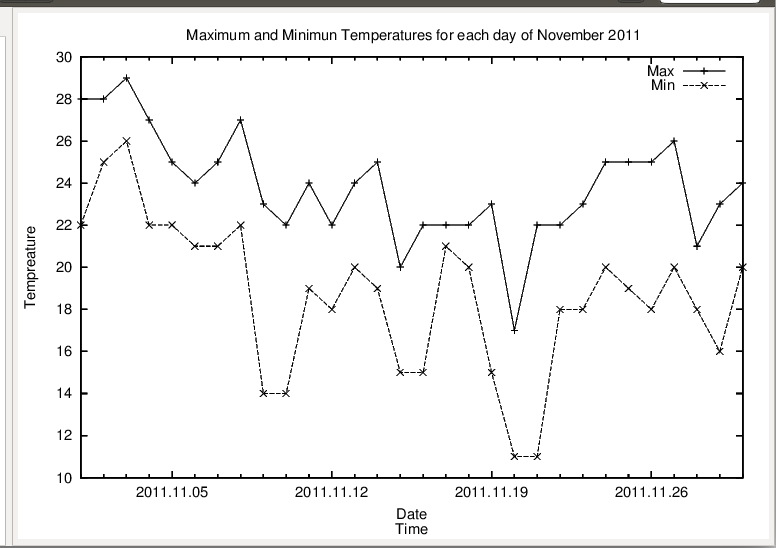 Maximum and Minimun Temperatures for each day of November 2011
30
Max
Min
28
26
24
22
20
18
16
14
12
10
Tempreature
2011.11.05 2011.11.12 2011.11.19 2011.11.26
Date
Time